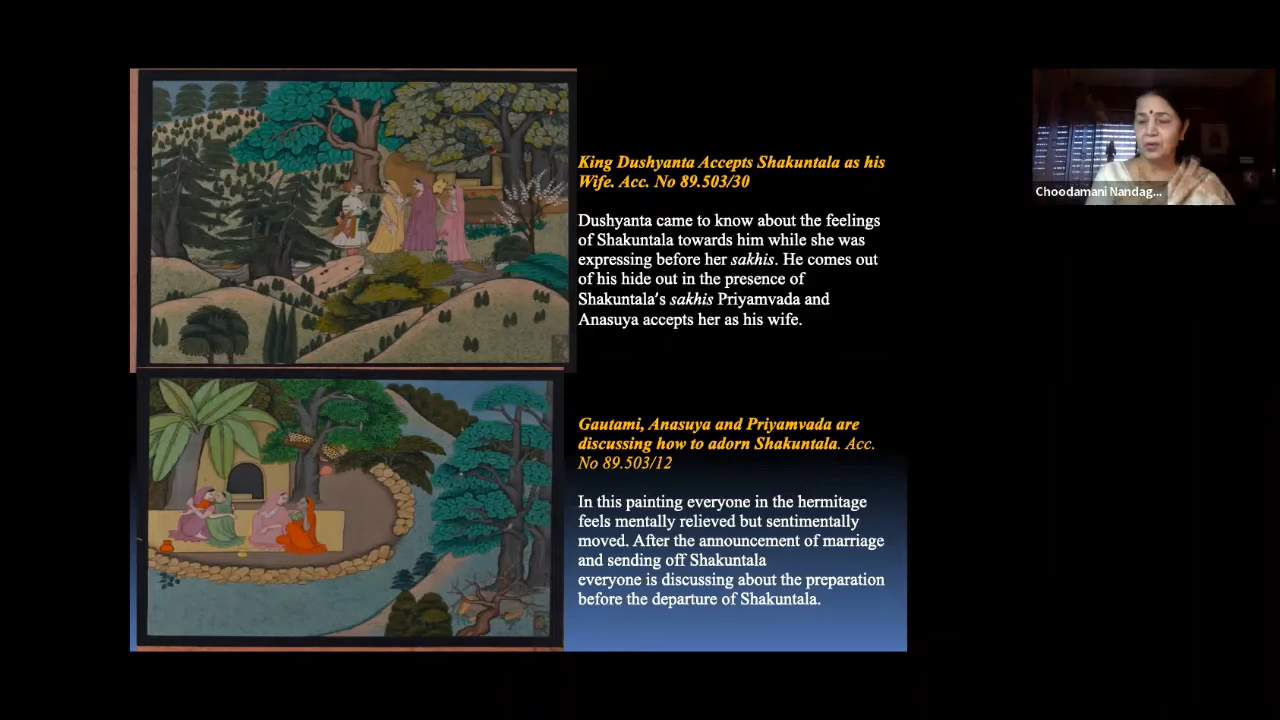 King Dushyanta Accepts Shakuntala as his
Wife. Acc. No 89.503/30
Dushyanta came to know about the feelings
of Shakuntala towards him while she was
expressing before her sakhis. He comes out
of his hide out in the presence of
Shakuntala's sakhis Priyamvada and
Anasuya accepts her as his wife.
Gautami, Anasuya and Priyamvada are
discussing how to adorn Shakuntala. Acc.
No 89.503/12
In this painting everyone in the hermitage
feels mentally relieved but sentimentally
moved. After the announcement of marriage
and sending off Shakuntala
everyone is discussing about the preparation
before the departure of Shakuntala.
Choodamani Nandag...